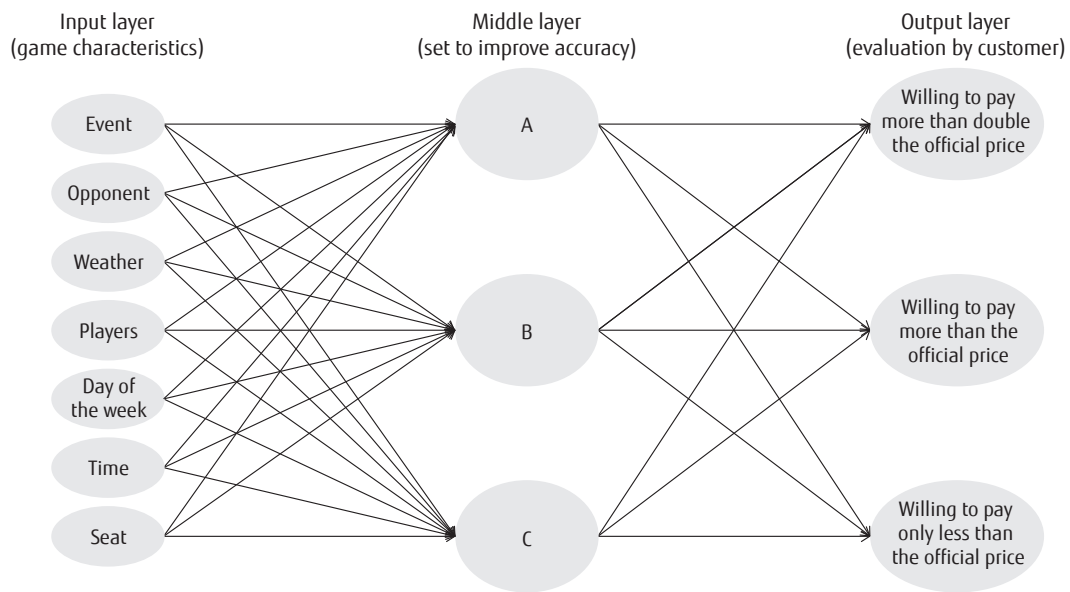 Input layer
(game characteristics)
Middle layer
(set to improve accuracy)
Output layer
(evaluation by customer)
Event
Opponent
Weather
Players
Day of
the week
Time
Seat
A
B
C
Willing to pay
more than double
the official price
Willing to pay
more than the
official price
Willing to pay
only less than
the official price